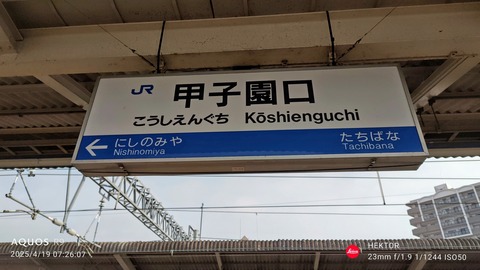 JR 甲子園口
こうしえんぐち Kōshienguchi
にしのみや たちばな
Nishinomiya Tachibana
AQUOS R9
2025/4/19 07:26:07
Leica
HEKTOR
23mm f/1.9 1/1244 ISO50